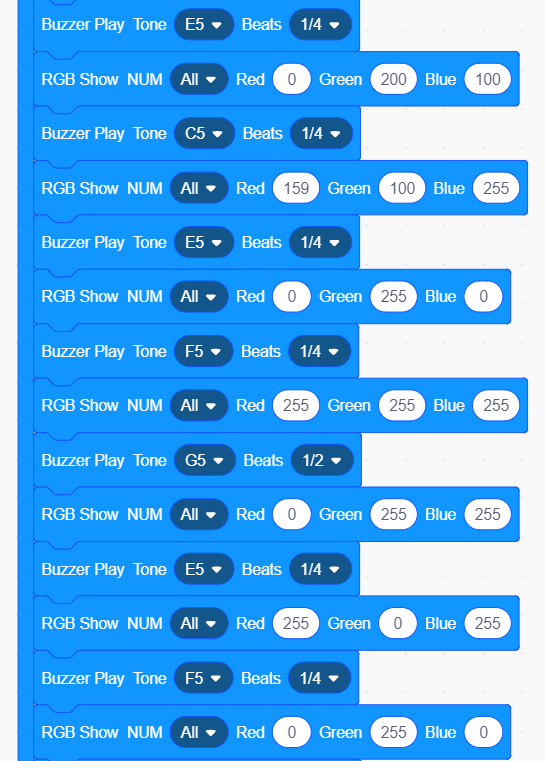 Buzzer Play Tone E5 Beats 1/4
RGB Show NUM All Red 0 Green 200 Blue 100
Buzzer Play Tone C5 Beats 1/4
RGB Show NUM All Red 159 Green 100 Blue 255
Buzzer Play Tone E5 Beats 1/4
RGB Show NUM All Red 0 Green 255 Blue 0
Buzzer Play Tone F5 Beats 1/4
RGB Show NUM All Red 255 Green 255 Blue 255
Buzzer Play Tone G5 Beats 1/2
RGB Show NUM All Red 0 Green 255 Blue 255
Buzzer Play Tone E5 Beats 1/4
RGB Show NUM All Red 255 Green 0 Blue 255
Buzzer Play Tone F5 Beats 1/4
RGB Show NUM All Red 0 Green 255 Blue 0